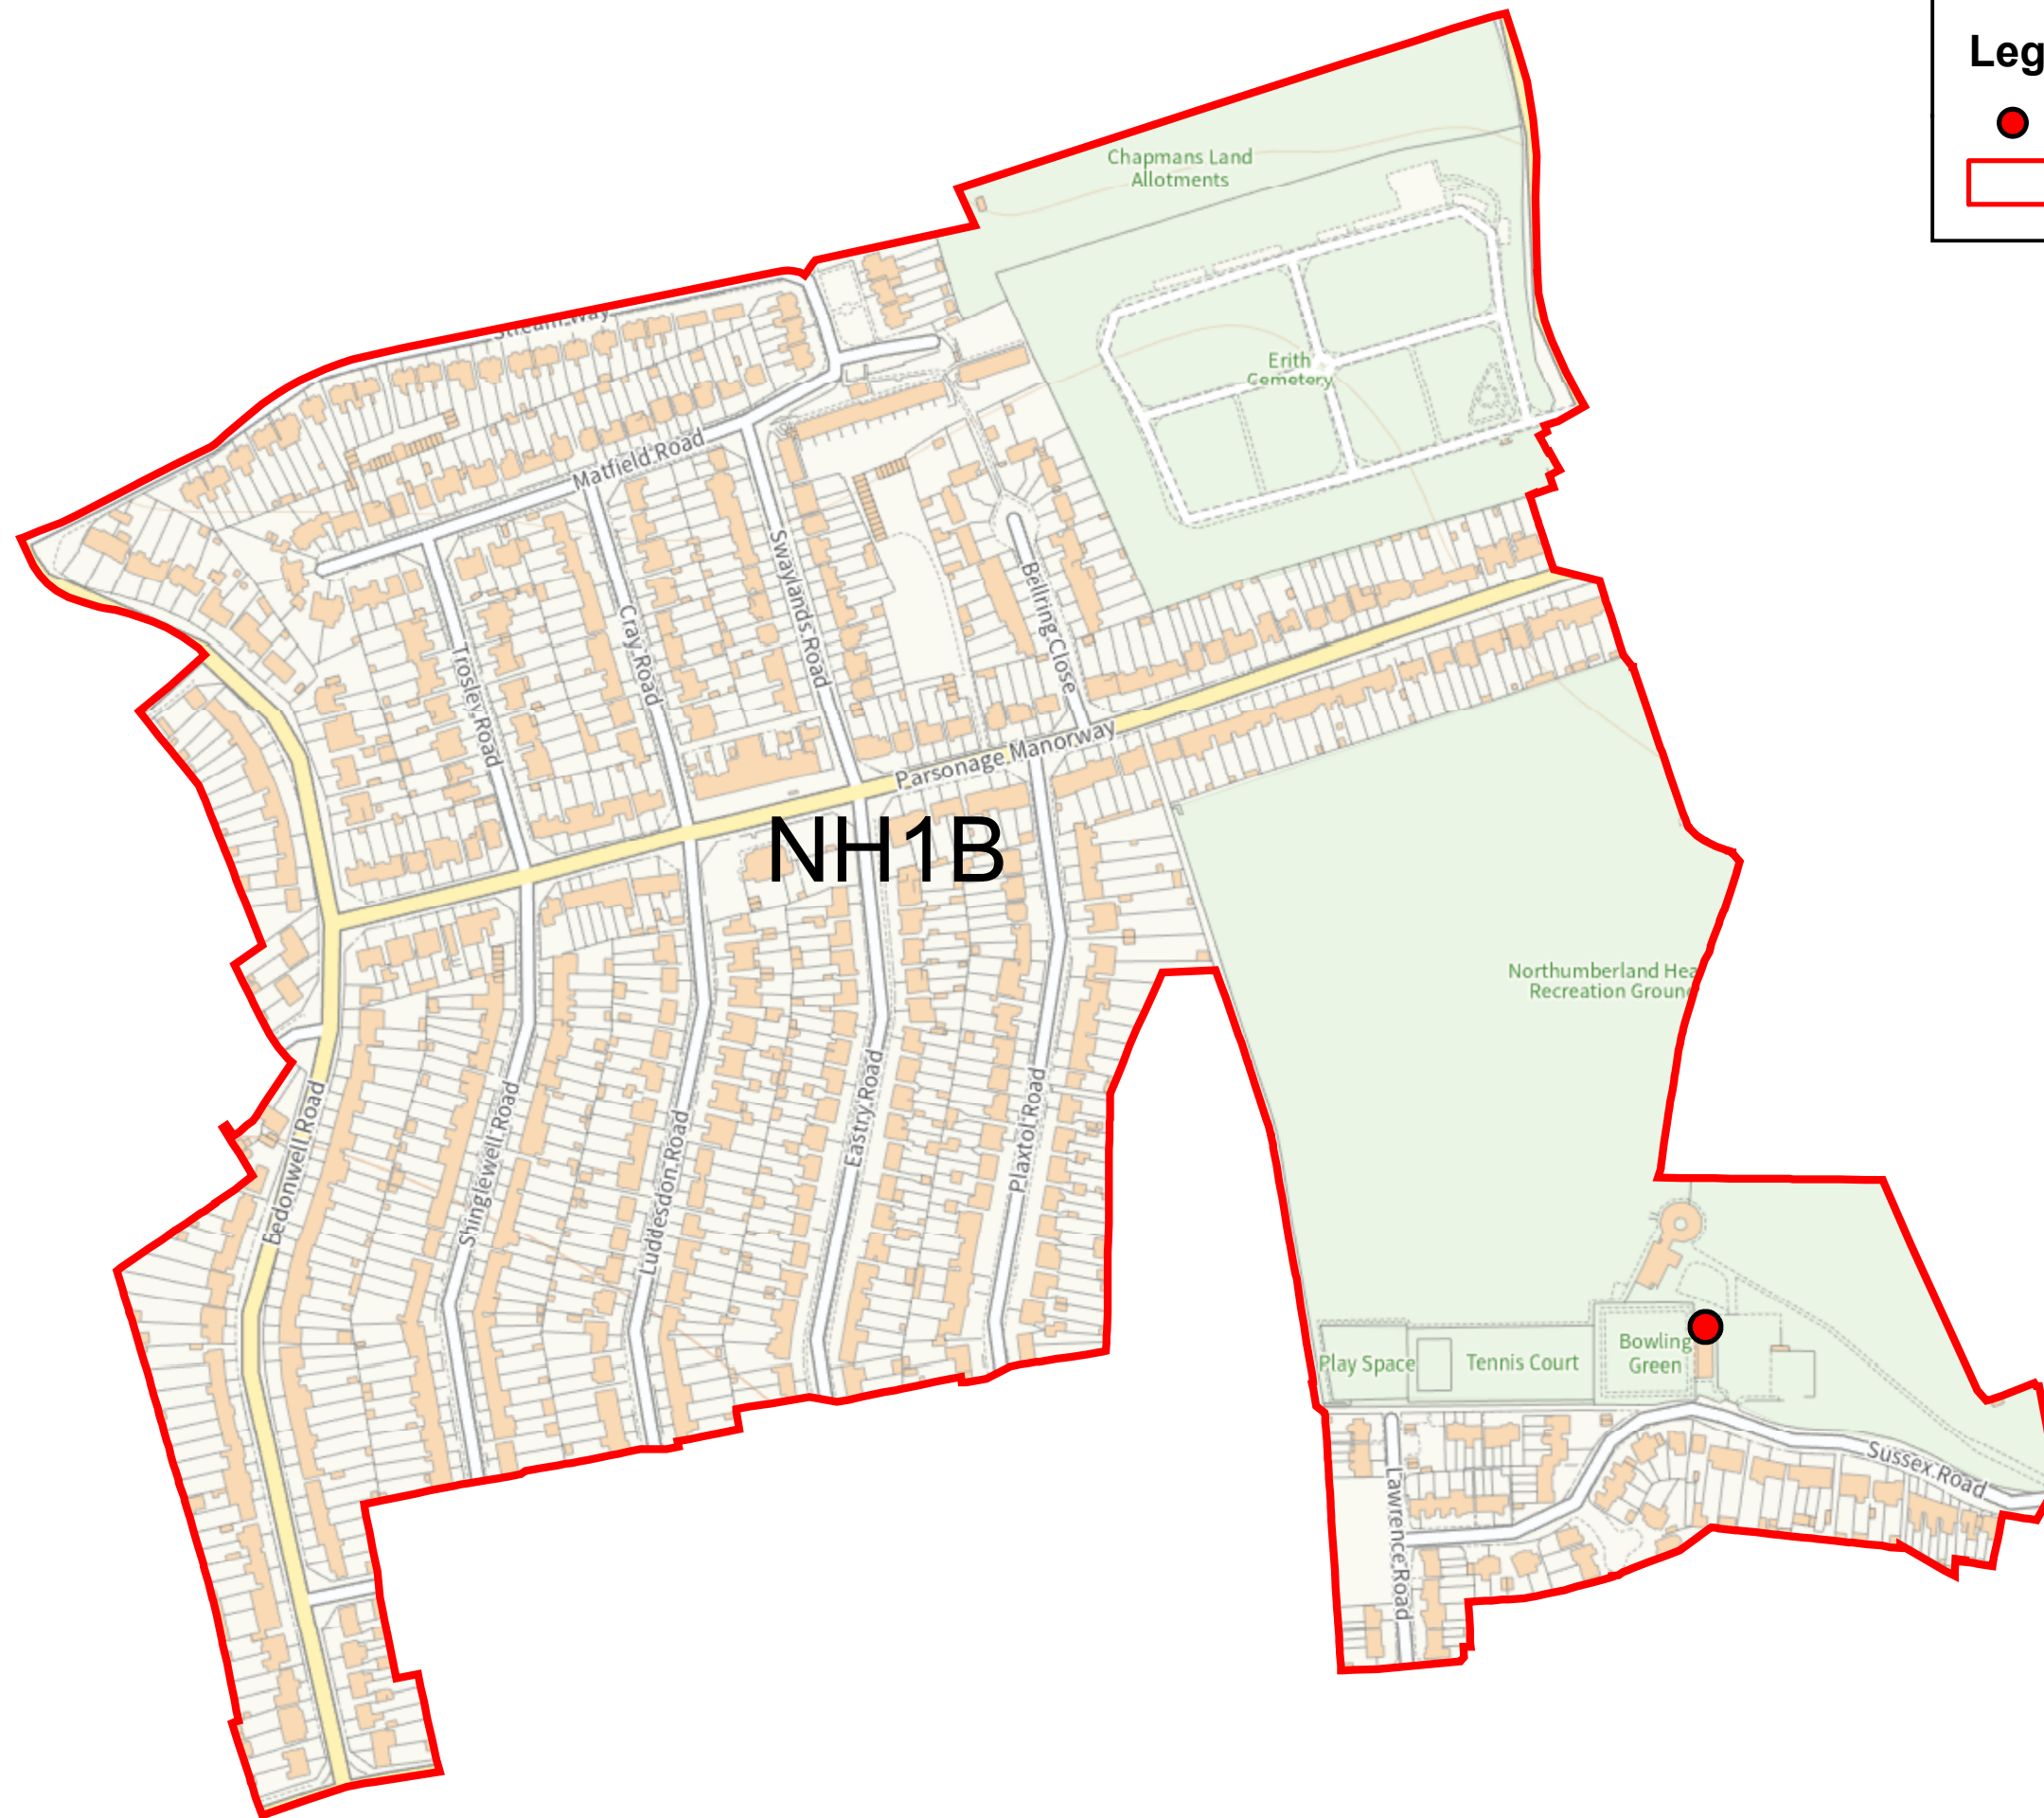 Leg
Chapmans Land
Allotments
Erith
Cemetery
Stream Way
Matfield Road
Swaylands Road
Bellring Close
Cray Road
Trosley Road
Parsonage Manorway
NH1B
Northumberland Hea
Recreation Ground
Bedonwell Road
Shinglewell Road
Luddesdon Road
Eastry Road
Plaxtol Road
Play Space
Tennis Court
Bowling
Green
Lawrence Road
Sussex Road